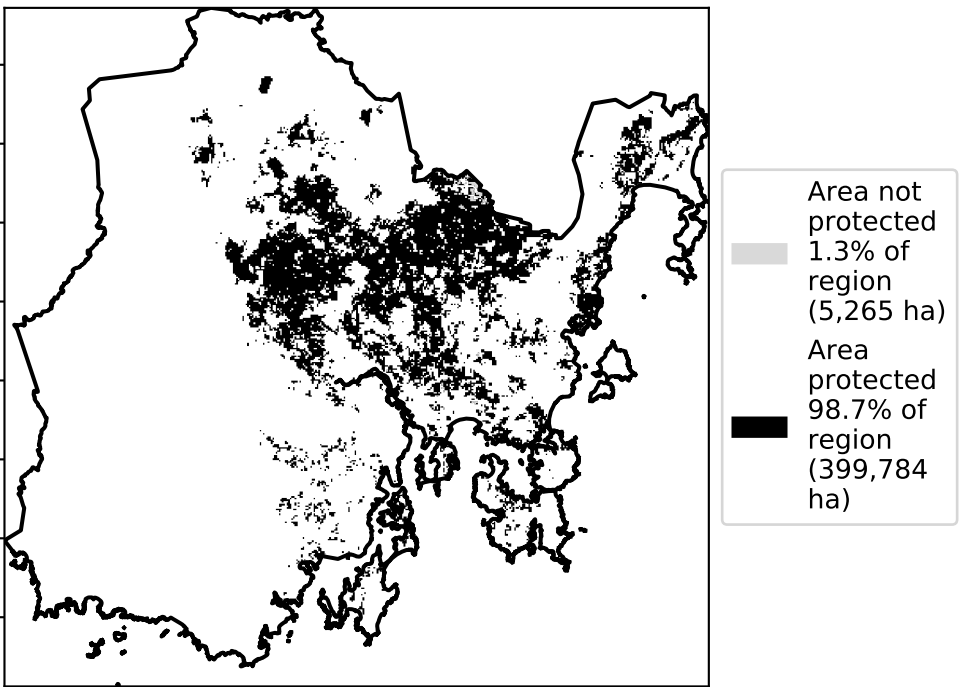 Area not
protected
1.3% of
region
(5,265 ha)
Area
protected
98.7% of
region
(399,784
ha)